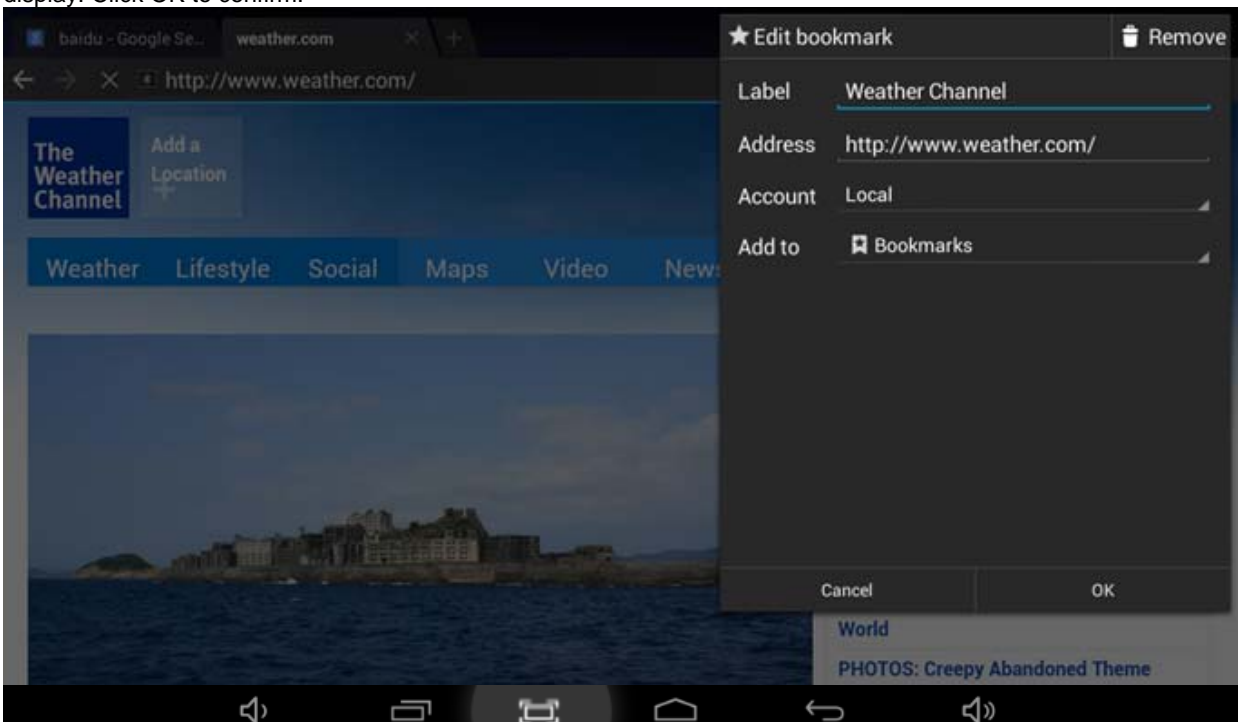 display. Click OK to confirm.
baidu - Google Se...
weather.com
http://www.weather.com/
The
Weather
Channel
Add a
Location
Weather Lifestyle Social Maps Video
Edit bookmark
Remove
Label Weather Channel
Address http://www.weather.com/
Account Local
Add to Bookmarks
Cancel OK
World
PHOTOS: Creepy Abandoned Theme